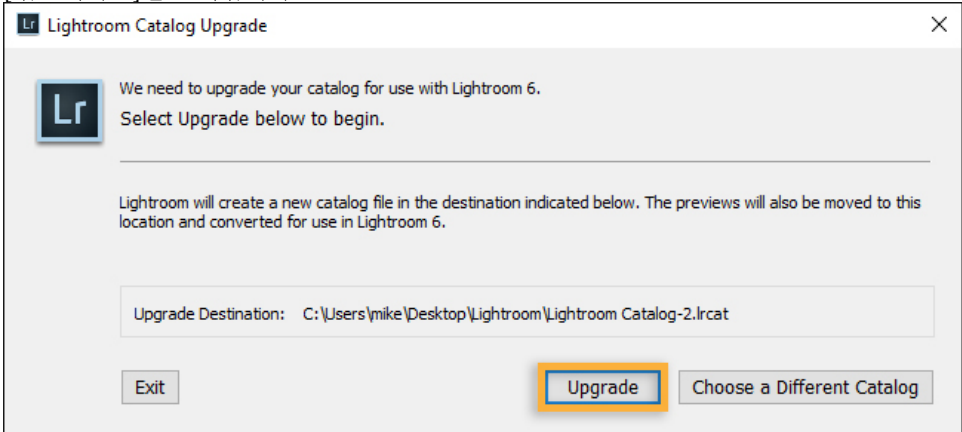 Lr Lightroom Catalog Upgrade
Lr
We need to upgrade your catalog for use with Lightroom 6.
Select Upgrade below to begin.
Lightroom will create a new catalog file in the destination indicated below. The previews will also be moved to this
location and converted for use in Lightroom 6.
Upgrade Destination: C:\Users\mike\Desktop\Lightroom\Lightroom Catalog-2.lrcat
Exit
Upgrade
Choose a Different Catalog